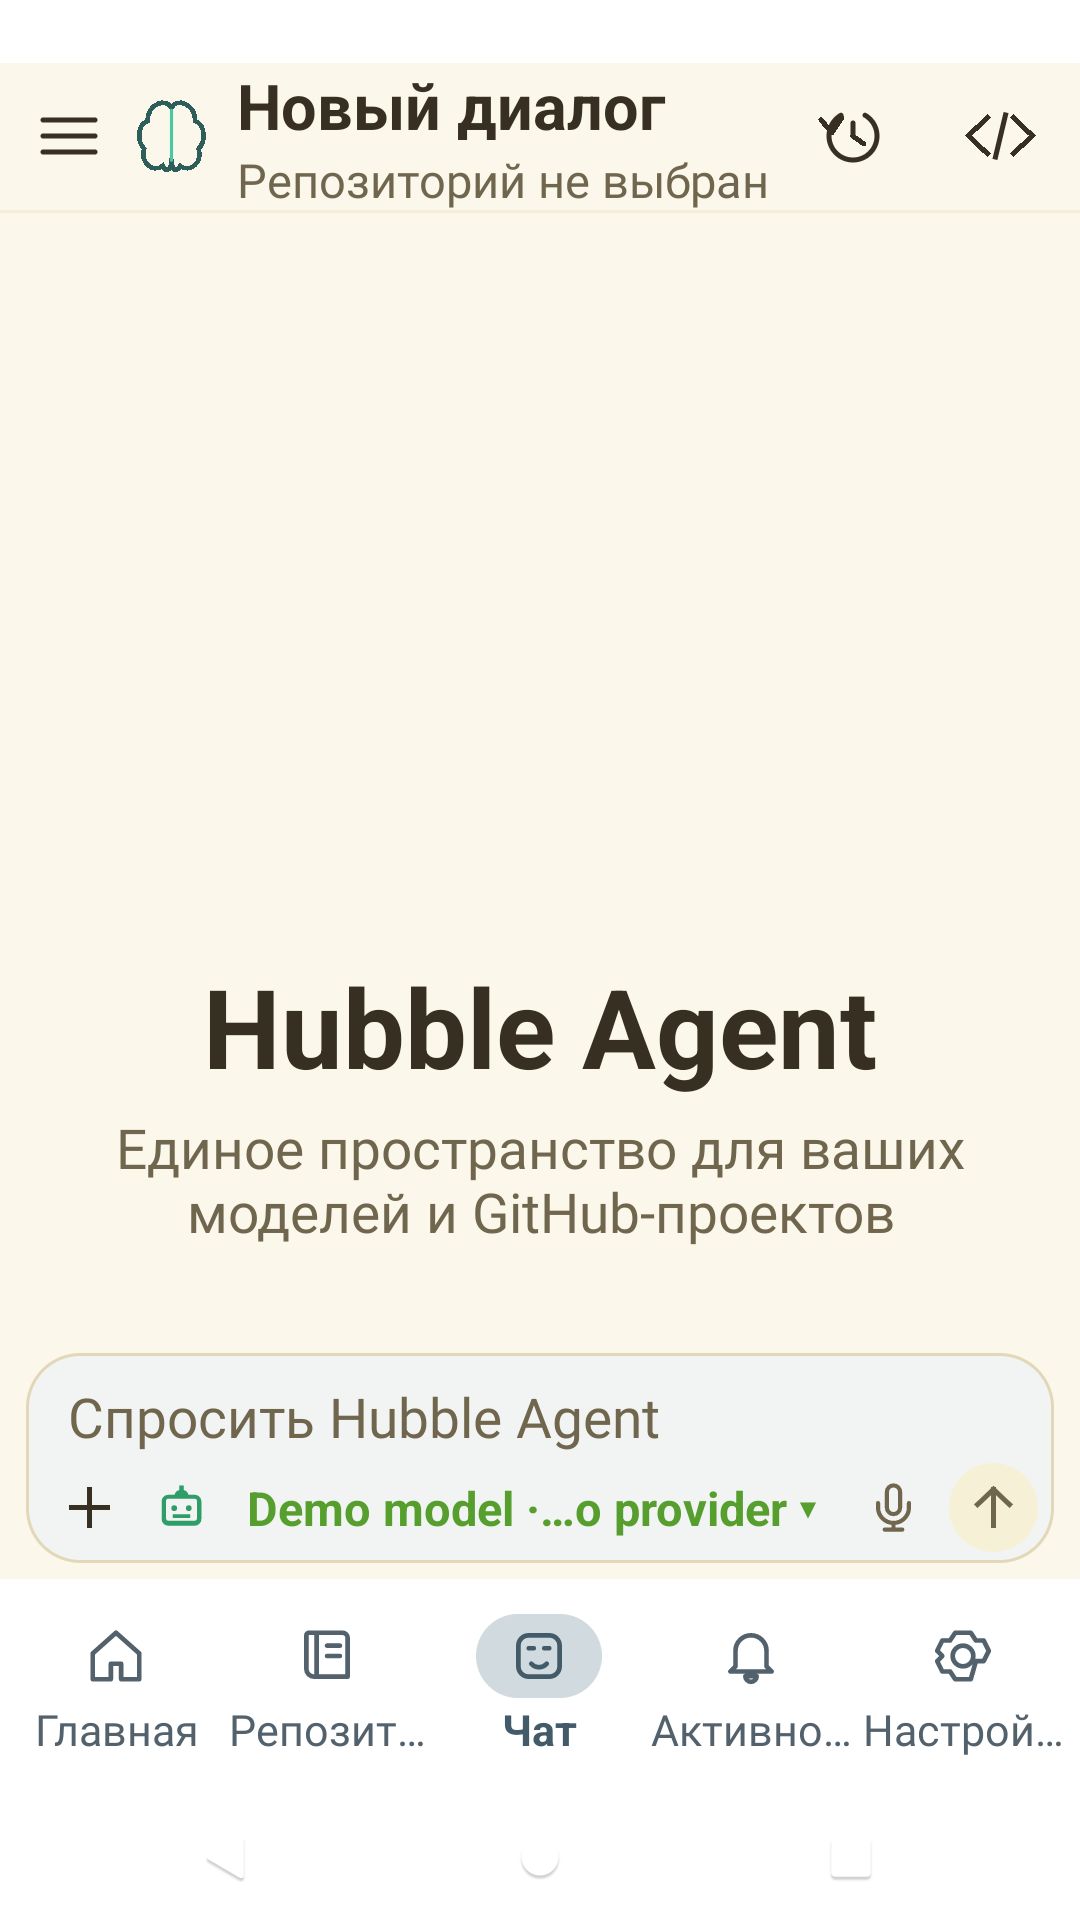 Новый диалог
Репозиторий не выбран
Hubble Agent
Единое пространство для ваших
моделей и GitHub-проектов
Спросить Hubble Agent
Demo model ·…o provider ▾
Главная
Репозит…
Чат
Активно…
Настрой…